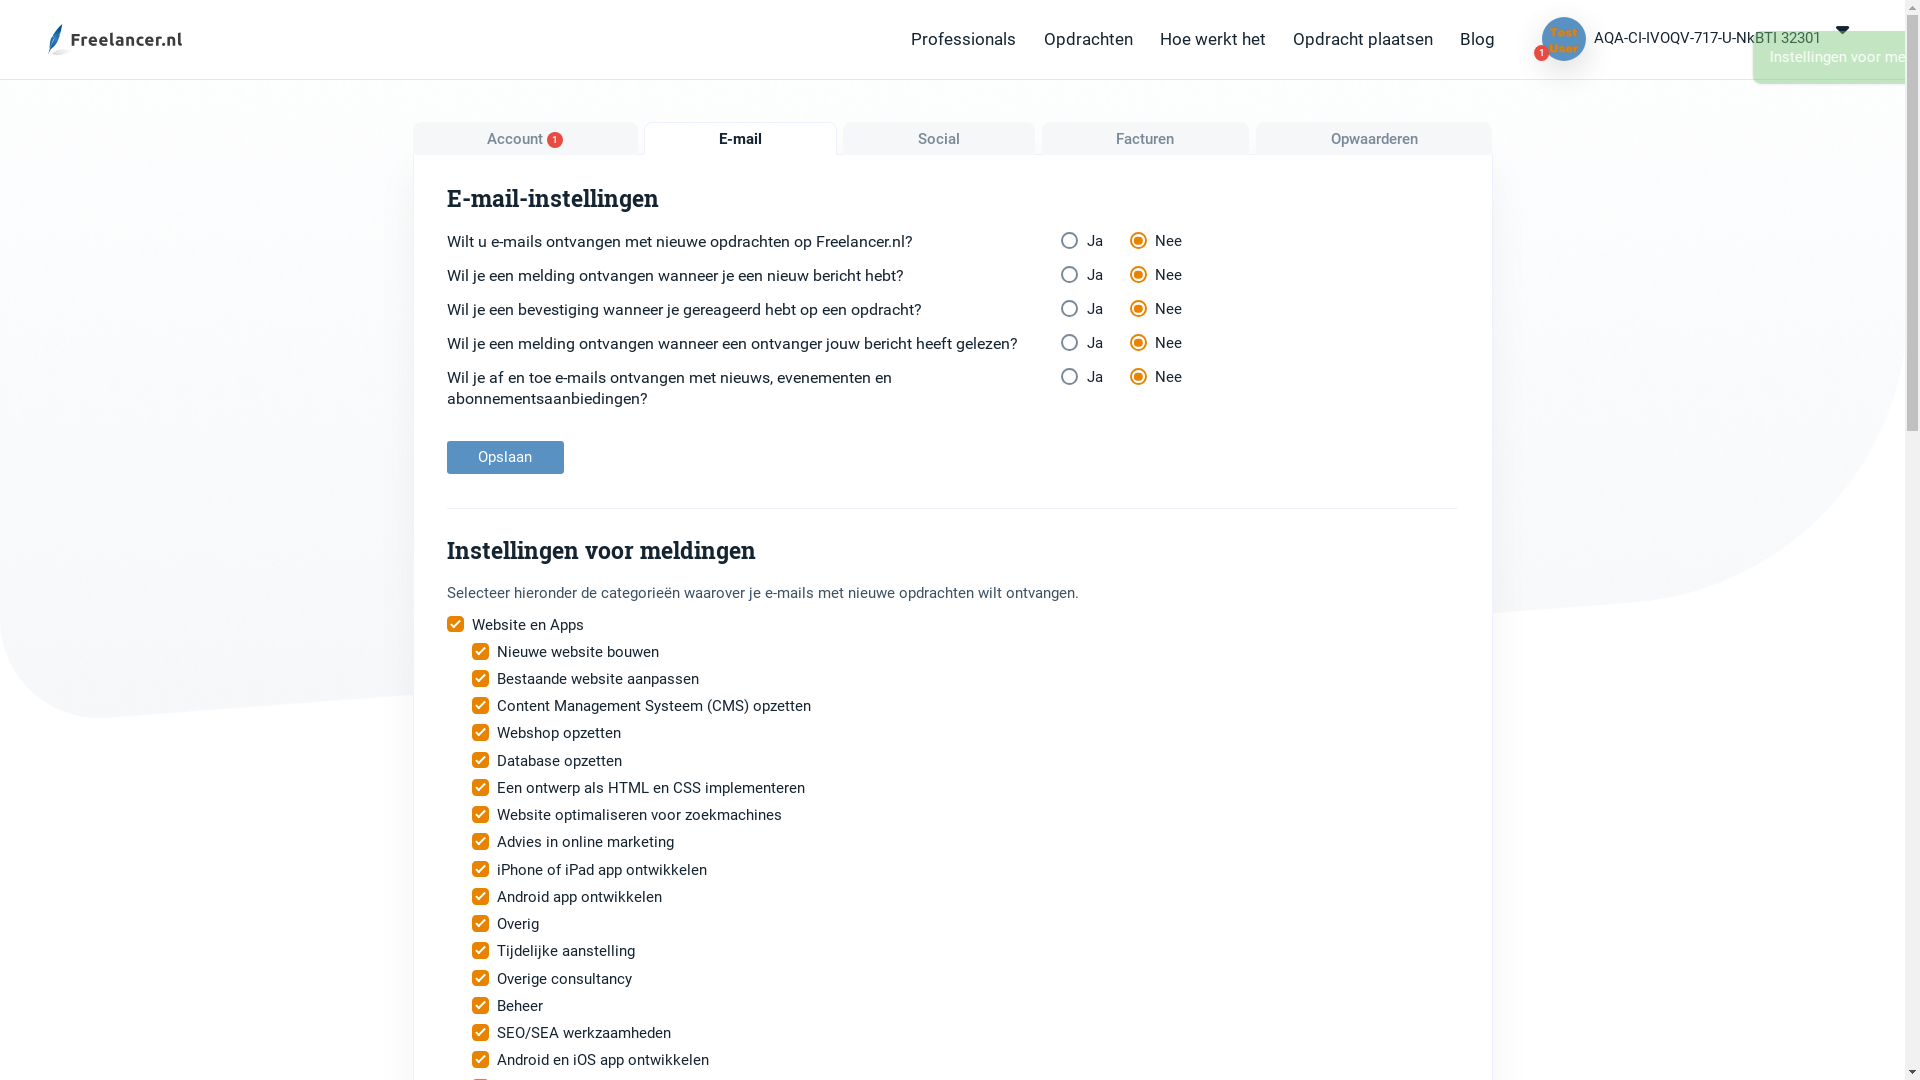 Freelancer.nl
Professionals
Opdrachten
Hoe werkt het
Opdracht plaatsen
Blog
Test
User
1
AQA-CI-IVOQV-717-U-NkBTI 32301
Instellingen voor me
Account 1
E-mail
Social
Facturen
Opwaarderen
E-mail-instellingen
Wilt u e-mails ontvangen met nieuwe opdrachten op Freelancer.nl?
Ja
Nee
Wil je een melding ontvangen wanneer je een nieuw bericht hebt?
Ja
Nee
Wil je een bevestiging wanneer je gereageerd hebt op een opdracht?
Ja
Nee
Wil je een melding ontvangen wanneer een ontvanger jouw bericht heeft gelezen?
Ja
Nee
Wil je af en toe e-mails ontvangen met nieuws, evenementen en
abonnementsaanbiedingen?
Ja
Nee
Opslaan
Instellingen voor meldingen
Selecteer hieronder de categorieën waarover je e-mails met nieuwe opdrachten wilt ontvangen.
Website en Apps
Nieuwe website bouwen
Bestaande website aanpassen
Content Management Systeem (CMS) opzetten
Webshop opzetten
Database opzetten
Een ontwerp als HTML en CSS implementeren
Website optimaliseren voor zoekmachines
Advies in online marketing
iPhone of iPad app ontwikkelen
Android app ontwikkelen
Overig
Tijdelijke aanstelling
Overige consultancy
Beheer
SEO/SEA werkzaamheden
Android en iOS app ontwikkelen